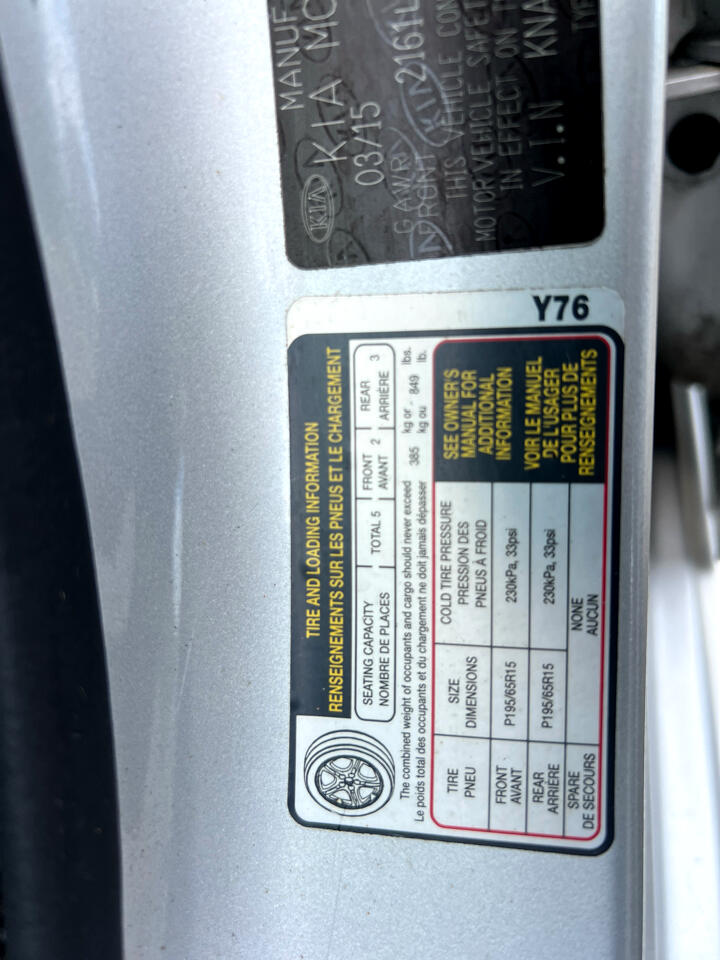 MANUF
KIA
KIA MO
03/15
GAWR
FRONT 2161
THIS VEHICLE CON
MOTOR VEHICLE SAFET
IN EFFECT ON T
V.I.N KNA
TYP
Y76
TIRE AND LOADING INFORMATION
RENSEIGNEMENTS SUR LES PNEUS ET LE CHARGEMENT
SEATING CAPACITY
NOMBRE DE PLACES
TOTAL 5
FRONT
AVANT
2
REAR
ARRIÈRE
3
The combined weight of occupants and cargo should never exceed 385 kg or 849 lbs.
Le poids total des occupants et du chargement ne doit jamais dépasser kg ou lb.
TIRE
PNEU
SIZE
DIMENSIONS
COLD TIRE PRESSURE
PRESSION DES
PNEUS À FROID
FRONT
AVANT
P195/65R15
230kPa, 33psi
REAR
ARRIÈRE
P195/65R15
230kPa, 33psi
SPARE
DE SECOURS
NONE
AUCUN
SEE OWNER'S
MANUAL FOR
ADDITIONAL
INFORMATION
VOIR LE MANUEL
DE L'USAGER
POUR PLUS DE
RENSEIGNEMENTS